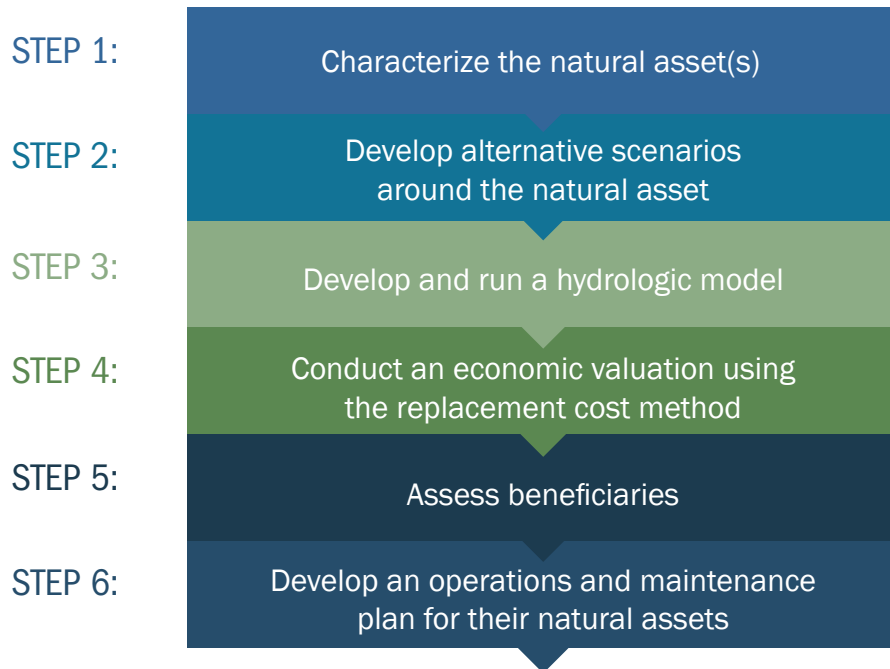 STEP 1:
Characterize the natural asset(s)
STEP 2:
Develop alternative scenarios
around the natural asset
STEP 3:
Develop and run a hydrologic model
STEP 4:
Conduct an economic valuation using
the replacement cost method
STEP 5:
Assess beneficiaries
STEP 6:
Develop an operations and maintenance
plan for their natural assets